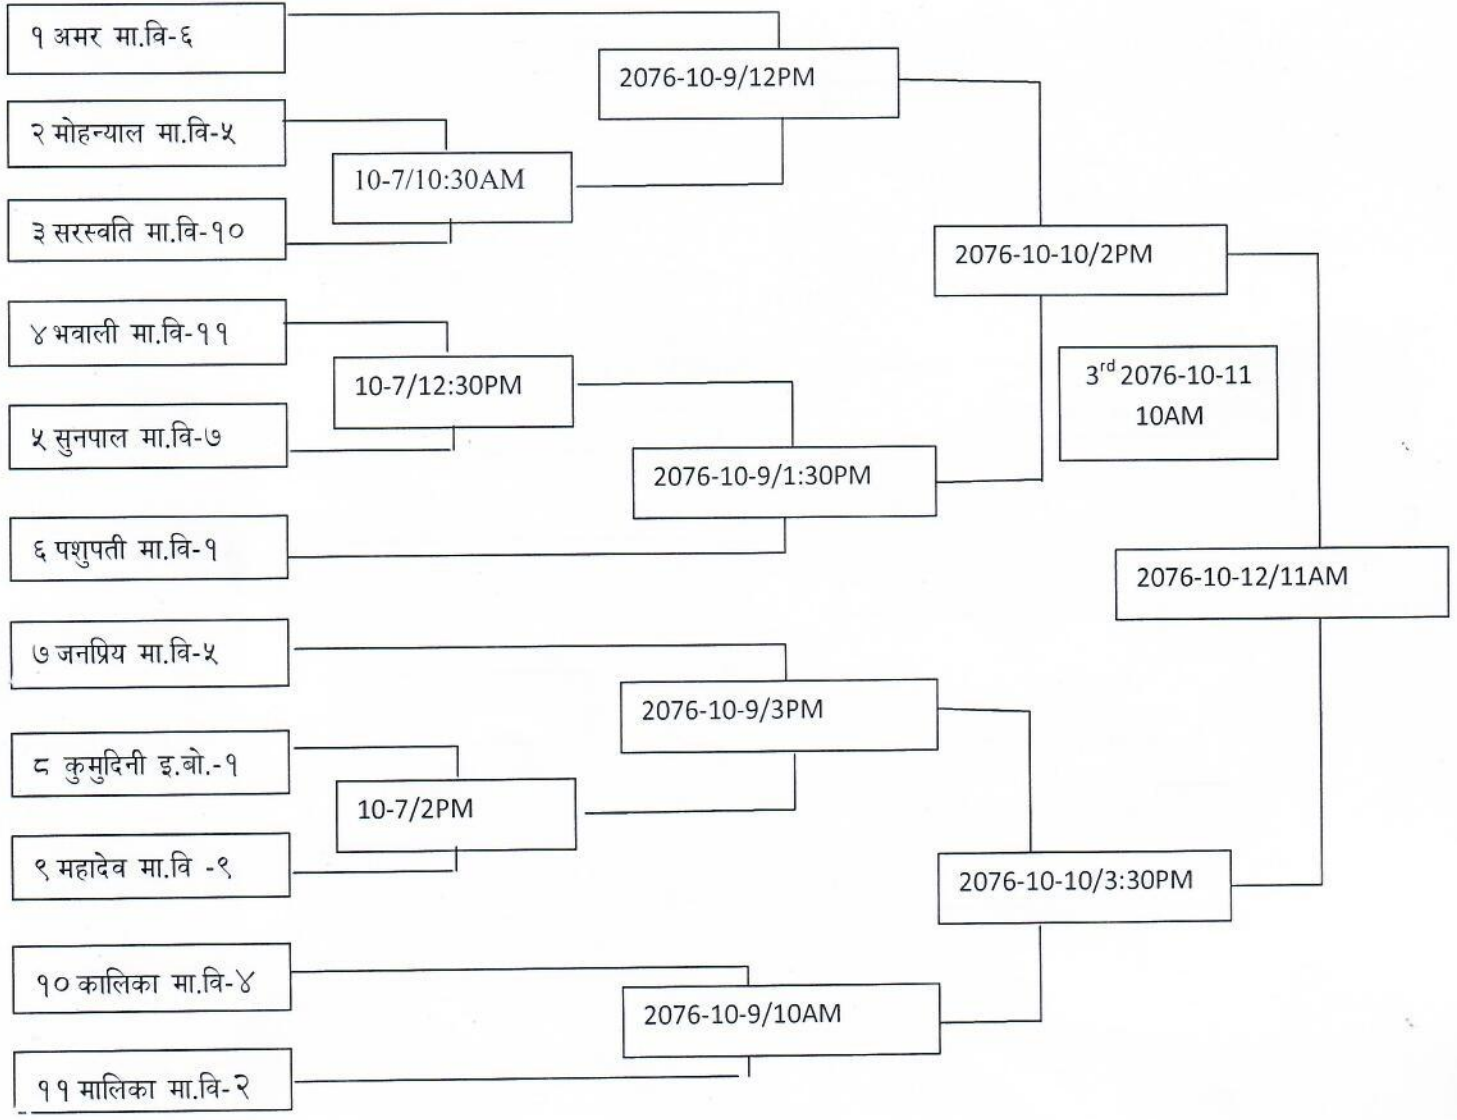 १ अमर मा.वि-६
2076-10-9/12PM
२ मोहन्याल मा.वि-५
10-7/10:30AM
३ सरस्वति मा.वि-१०
2076-10-10/2PM
४ भवाली मा.वि-११
10-7/12:30PM
3rd 2076-10-11
10AM
५ सुनपाल मा.वि-७
2076-10-9/1:30PM
६ पशुपती मा.वि-१
2076-10-12/11AM
७ जनप्रिय मा.वि-५
2076-10-9/3PM
८ कुमुदिनी इ.बो.-१
10-7/2PM
९ महादेव मा.वि -९
2076-10-10/3:30PM
१० कालिका मा.वि-४
2076-10-9/10AM
११ मालिका मा.वि-२